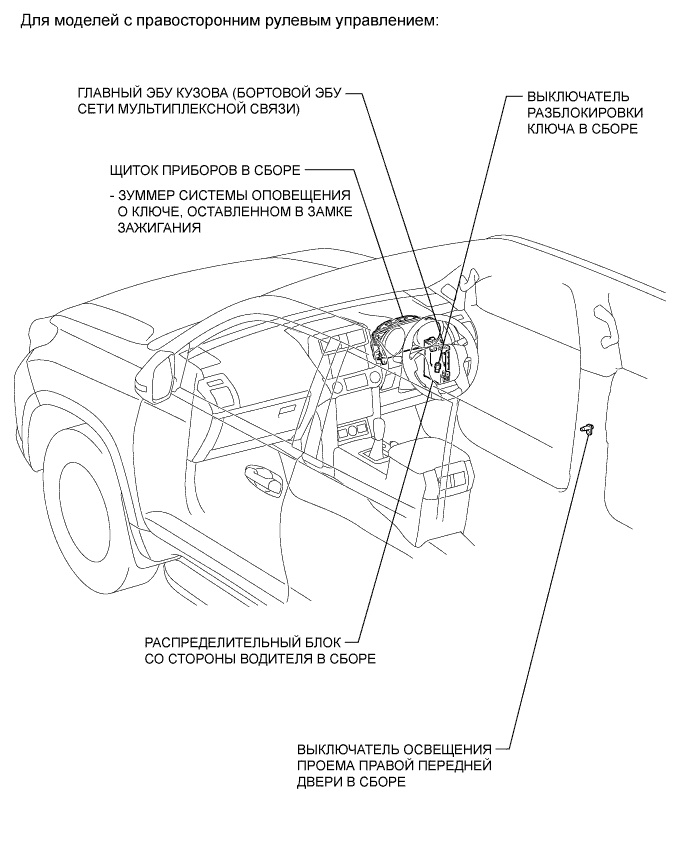 Для моделей с правосторонним рулевым управлением:
ГЛАВНЫЙ ЭБУ КУЗОВА (БОРТОВОЙ ЭБУ
СЕТИ МУЛЬТИПЛЕКСНОЙ СВЯЗИ)
ВЫКЛЮЧАТЕЛЬ
РАЗБЛОКИРОВКИ
КЛЮЧА В СБОРЕ
ЩИТОК ПРИБОРОВ В СБОРЕ
- ЗУММЕР СИСТЕМЫ ОПОВЕЩЕНИЯ
О КЛЮЧЕ, ОСТАВЛЕННОМ В ЗАМКЕ
ЗАЖИГАНИЯ
РАСПРЕДЕЛИТЕЛЬНЫЙ БЛОК
СО СТОРОНЫ ВОДИТЕЛЯ В СБОРЕ
ВЫКЛЮЧАТЕЛЬ ОСВЕЩЕНИЯ
ПРОЕМА ПРАВОЙ ПЕРЕДНЕЙ
ДВЕРИ В СБОРЕ